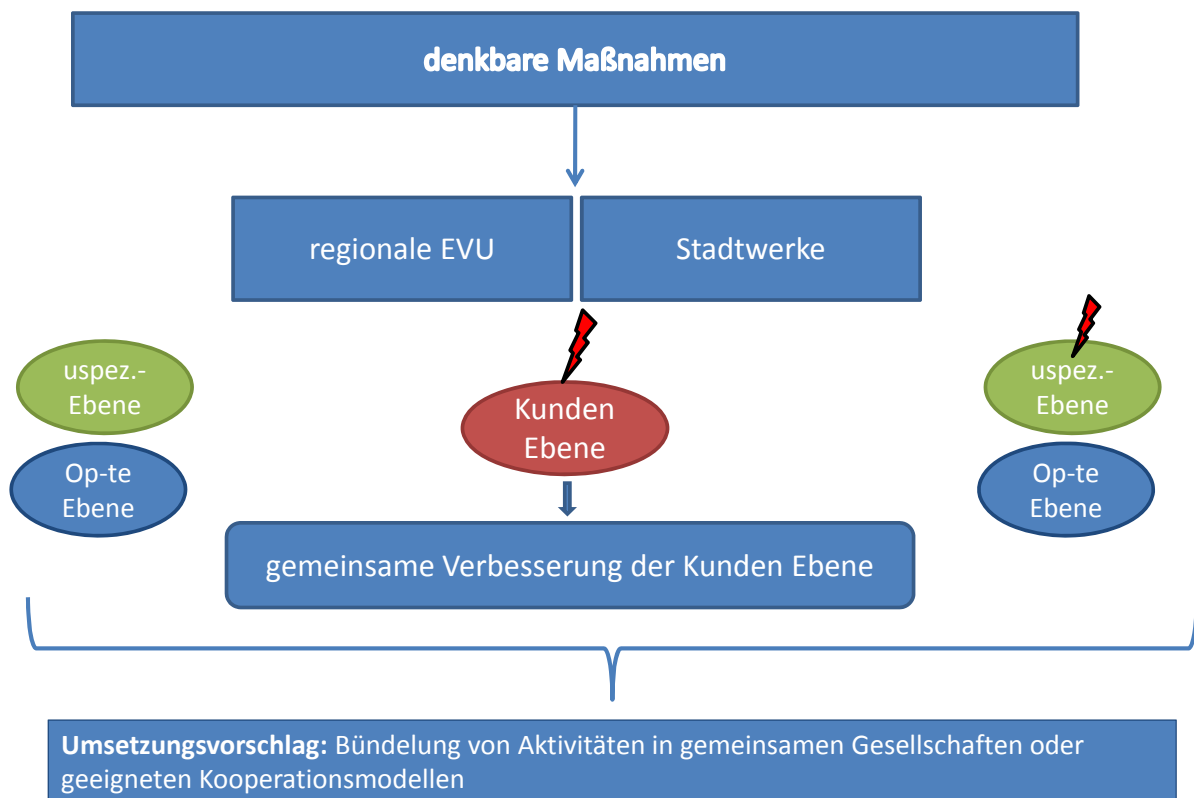 denkbare Maßnahmen
regionale EVU
Stadtwerke
uspez.-
Ebene
Op-te
Ebene
Kunden
Ebene
uspez.-
Ebene
Op-te
Ebene
gemeinsame Verbesserung der Kunden Ebene
Umsetzungsvorschlag: Bündelung von Aktivitäten in gemeinsamen Gesellschaften oder
geeigneten Kooperationsmodellen